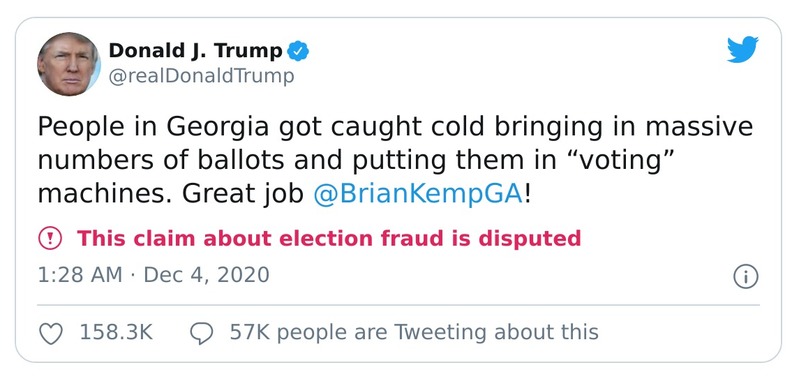 Donald J. Trump
@realDonaldTrump
People in Georgia got caught cold bringing in massive
numbers of ballots and putting them in “voting”
machines. Great job @BrianKempGA!
This claim about election fraud is disputed
1:28 AM · Dec 4, 2020
158.3K 57K people are Tweeting about this